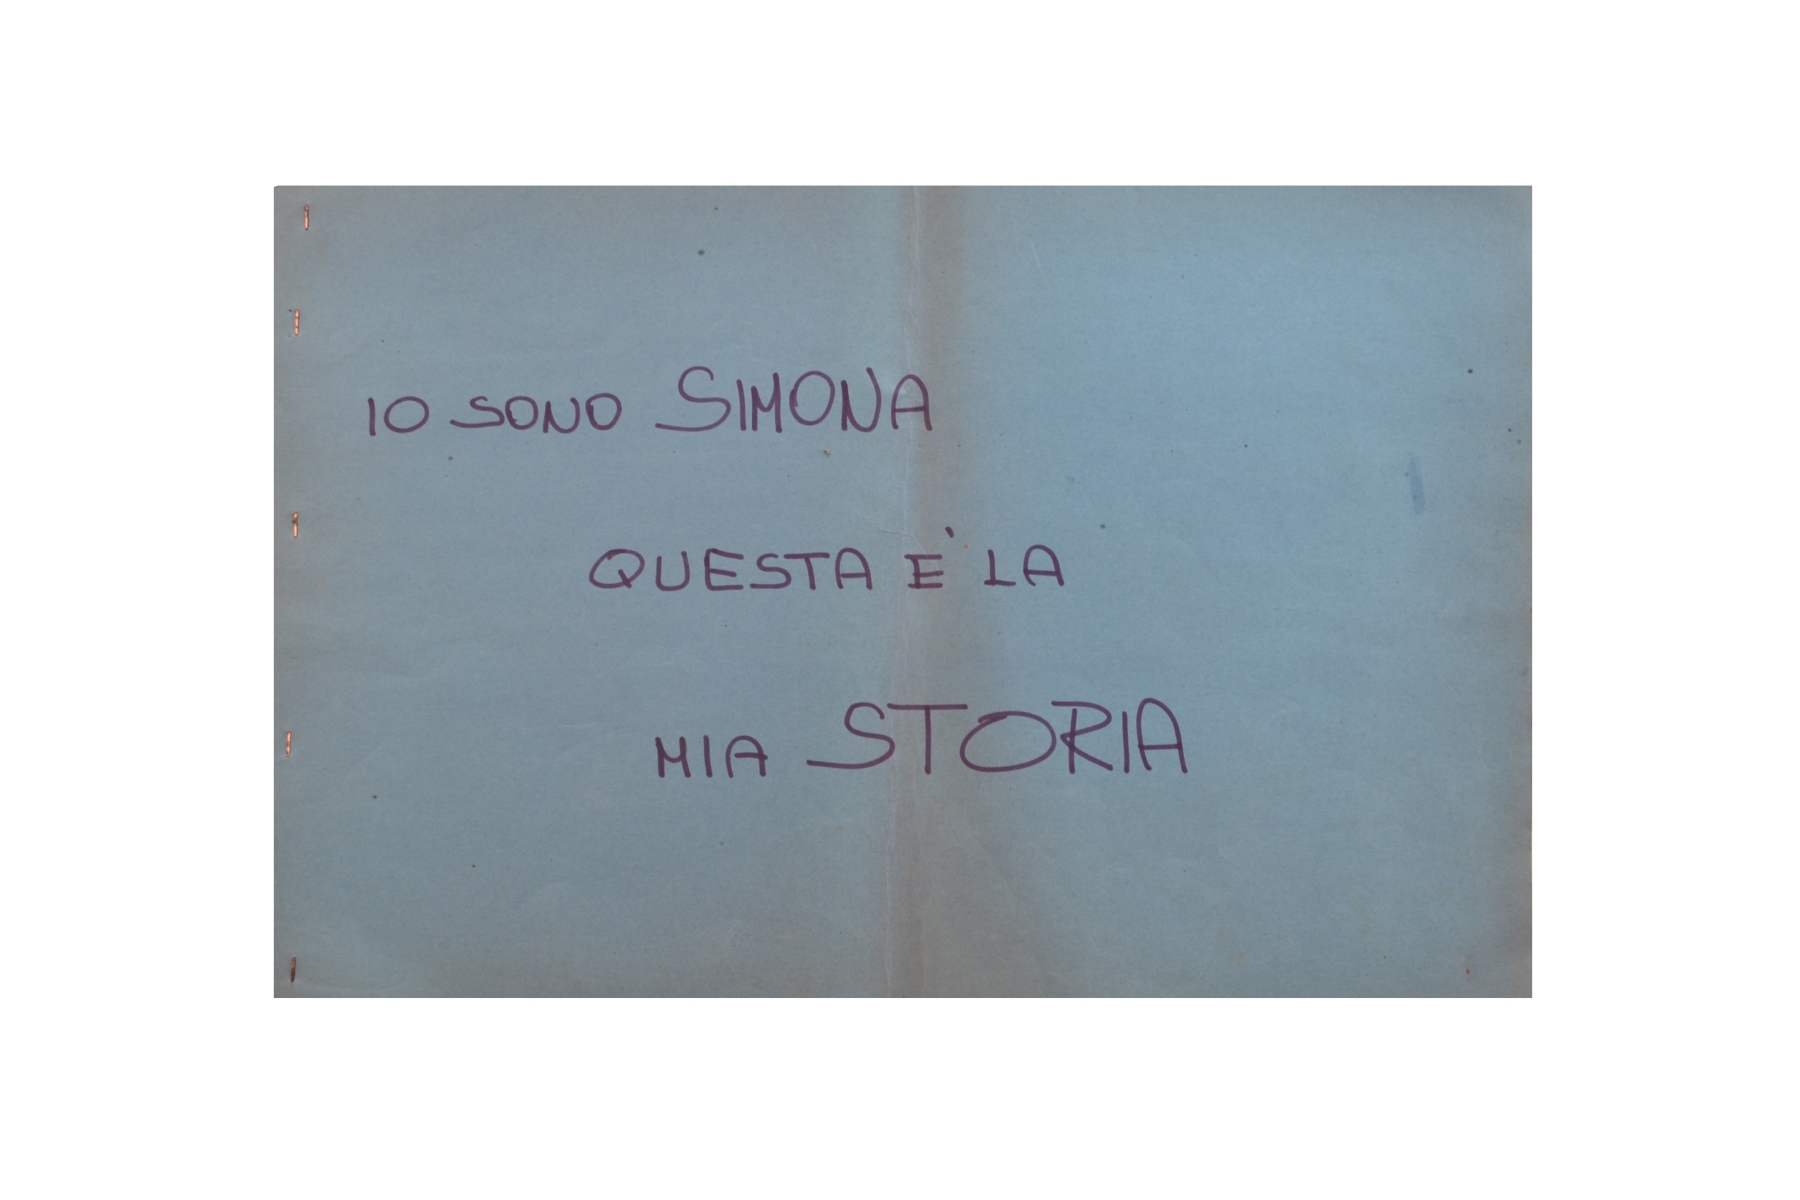 IO SONO SIMONA
QUESTA E' LA
MIA STORIA